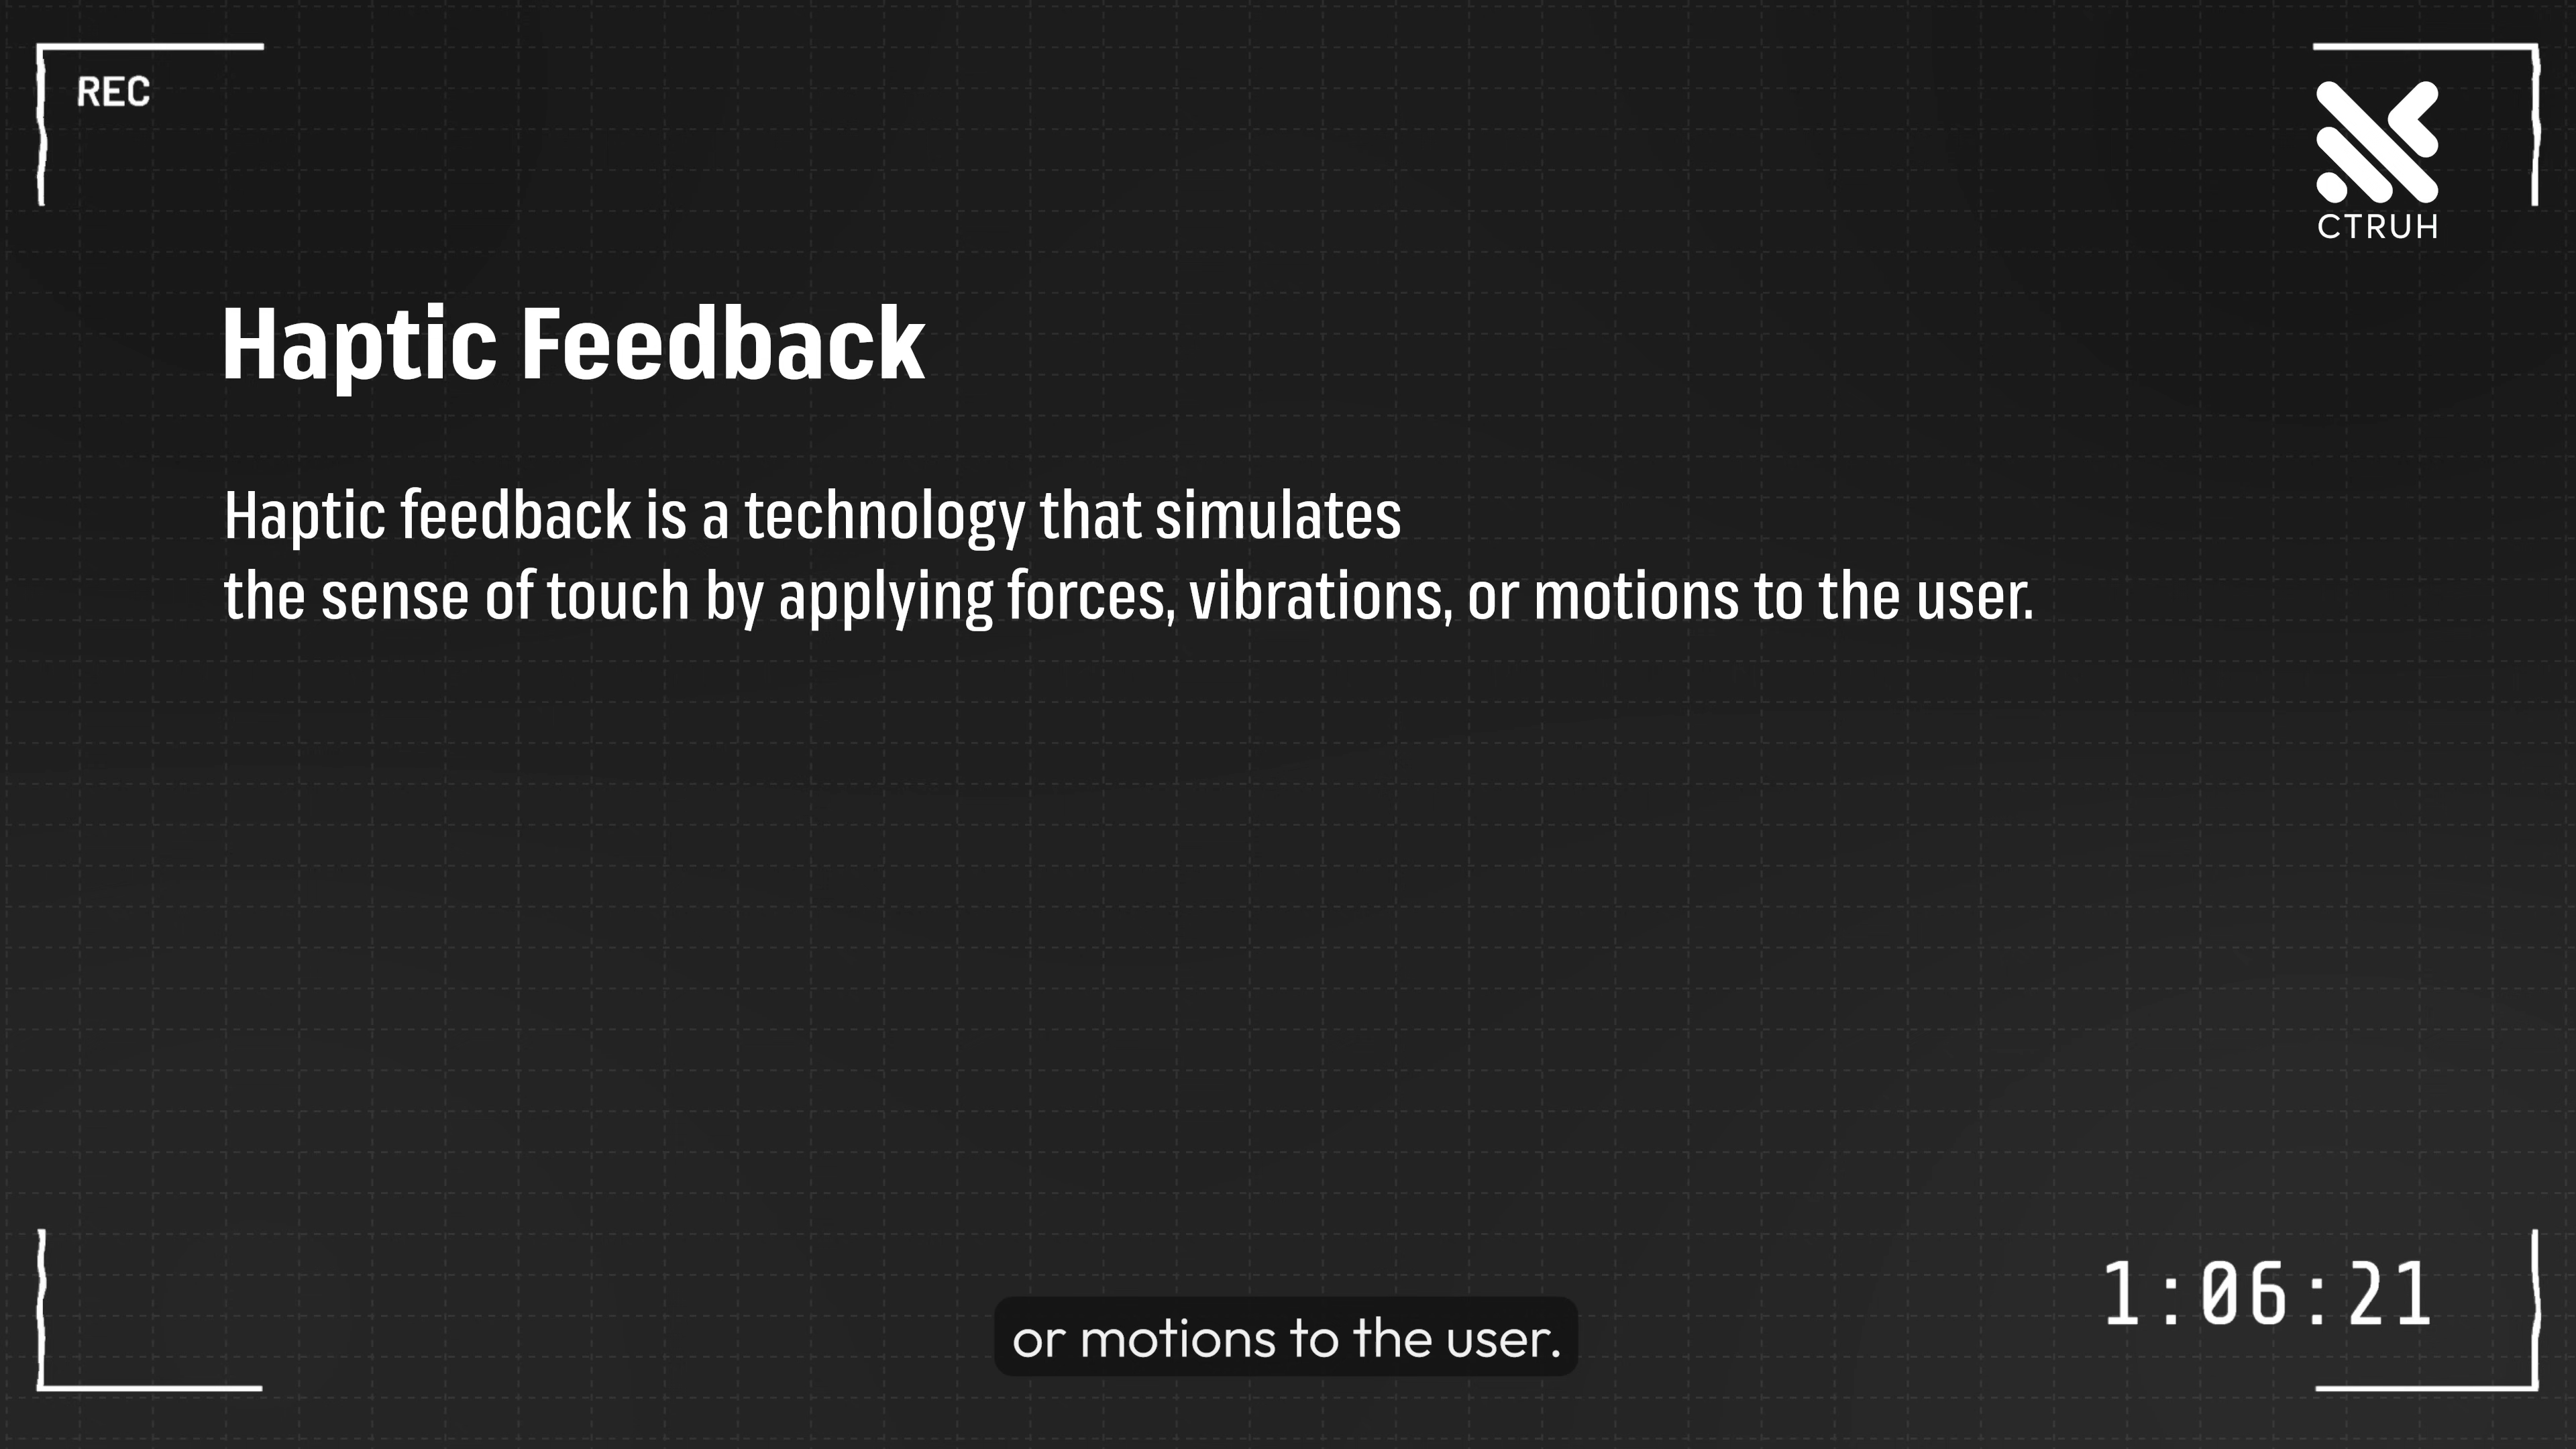 REC
CTRUH
Haptic Feedback
Haptic feedback is a technology that simulates
the sense of touch by applying forces, vibrations, or motions to the user.
1:06:21
or motions to the user.